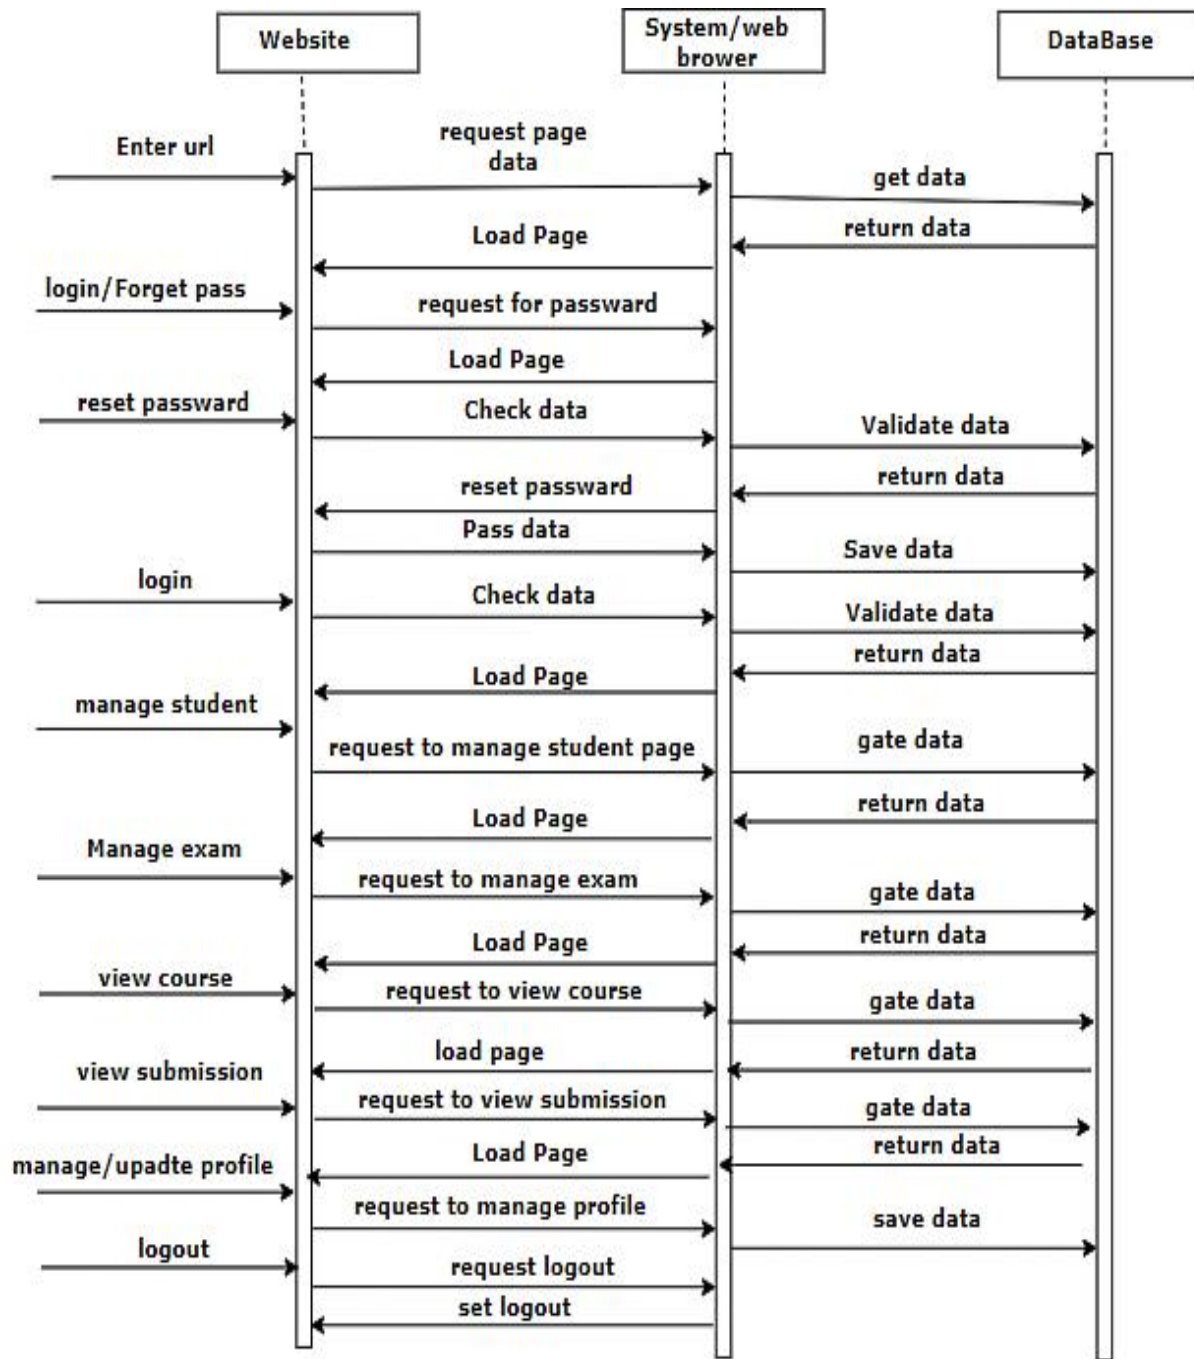 Website
System/web
brower
DataBase
Enter url
request page
data
get data
return data
Load Page
login/Forget pass
request for passward
Load Page
reset passward
Check data
Validate data
return data
reset passward
Pass data
Save data
login
Check data
Validate data
return data
Load Page
manage student
request to manage student page
gate data
return data
Load Page
Manage exam
request to manage exam
gate data
return data
Load Page
view course
request to view course
gate data
return data
load page
view submission
request to view submission
gate data
return data
Load Page
manage/upadte profile
request to manage profile
save data
logout
request logout
set logout